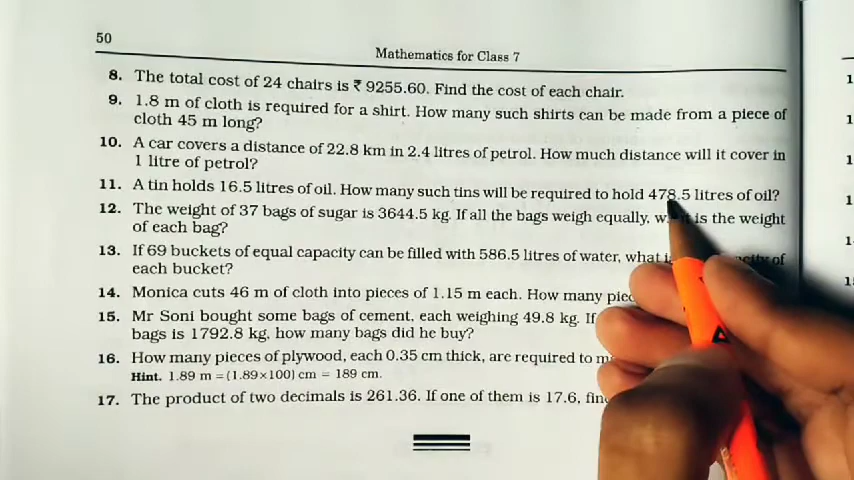 50
Mathematics for Class 7
8. The total cost of 24 chairs is ₹ 9255.60. Find the cost of each chair.
9. 1.8 m of cloth is required for a shirt. How many such shirts can be made from a piece of
cloth 45 m long?
10. A car covers a distance of 22.8 km in 2.4 litres of petrol. How much distance will it cover in
1 litre of petrol?
11. A tin holds 16.5 litres of oil. How many such tins will be required to hold 478.5 litres of oil?
12. The weight of 37 bags of sugar is 3644.5 kg. If all the bags weigh equally, is the weight
of each bag?
13. If 69 buckets of equal capacity can be filled with 586.5 litres of water, what of
each bucket?
14. Monica cuts 46 m of cloth into pieces of 1.15 m each. How many
15. Mr Soni bought some bags of cement, each weighing 49.8 kg. If
bags is 1792.8 kg, how many bags did he buy?
16. How many pieces of plywood, each 0.35 cm thick, are required to
Hint. 1.89 m = (1.89×100) cm = 189 cm.
17. The product of two decimals is 261.36. If one of them is 17.6,
1
1
1